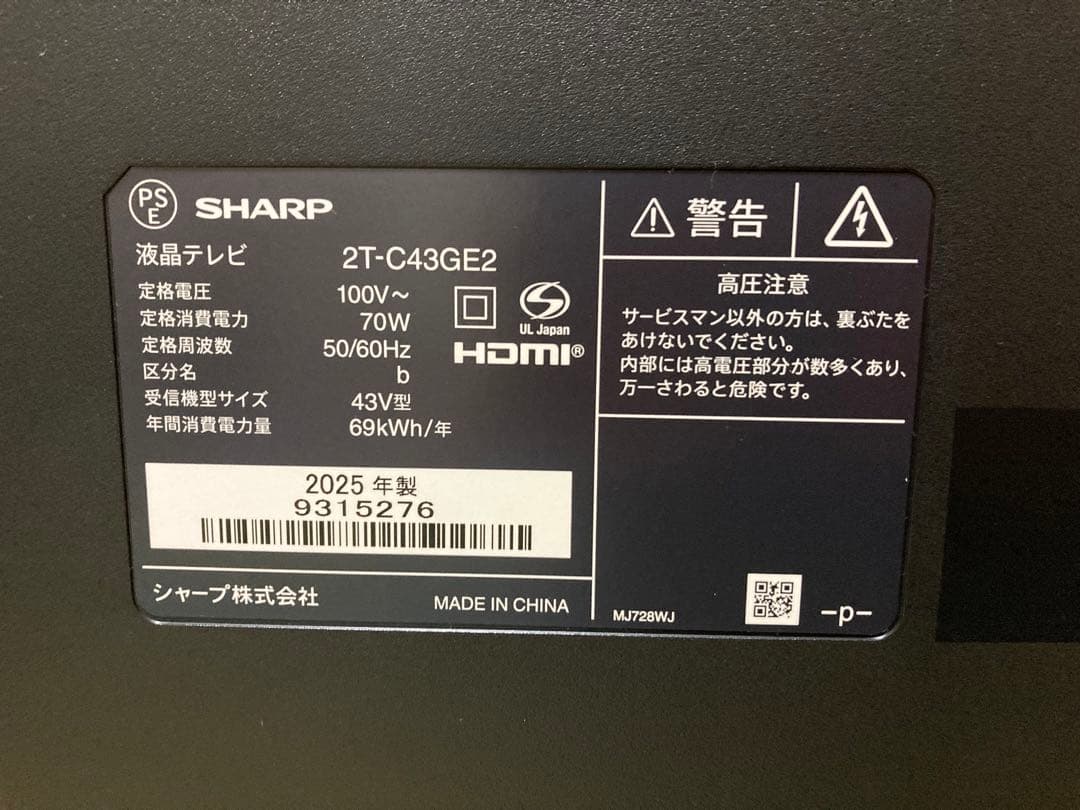 PS
E
SHARP
液晶テレビ 2T-C43GE2
定格電圧 100V~
定格消費電力 70W
定格周波数 50/60Hz
区分名 b
受信機型サイズ 43V型
年間消費電力量 69kWh/年
UL Japan
HDMI®
2025 年製
9315276
シャープ株式会社 MADE IN CHINA
警告
高圧注意
サービスマン以外の方は、裏ぶたを
あけないでください。
内部には高電圧部分が数多くあり、
万一さわると危険です。
MJ728WJ
-p-